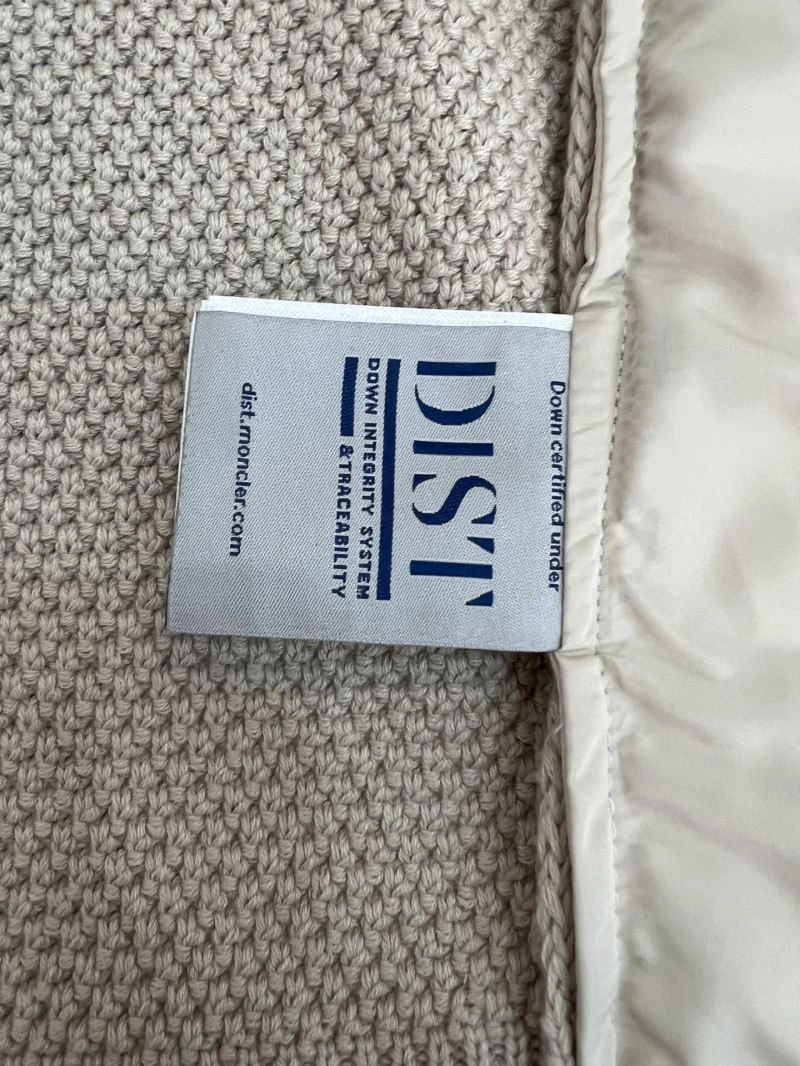 Down certified under
DIST
DOWN INTEGRITY SYSTEM
& TRACEABILITY
dist.moncler.com